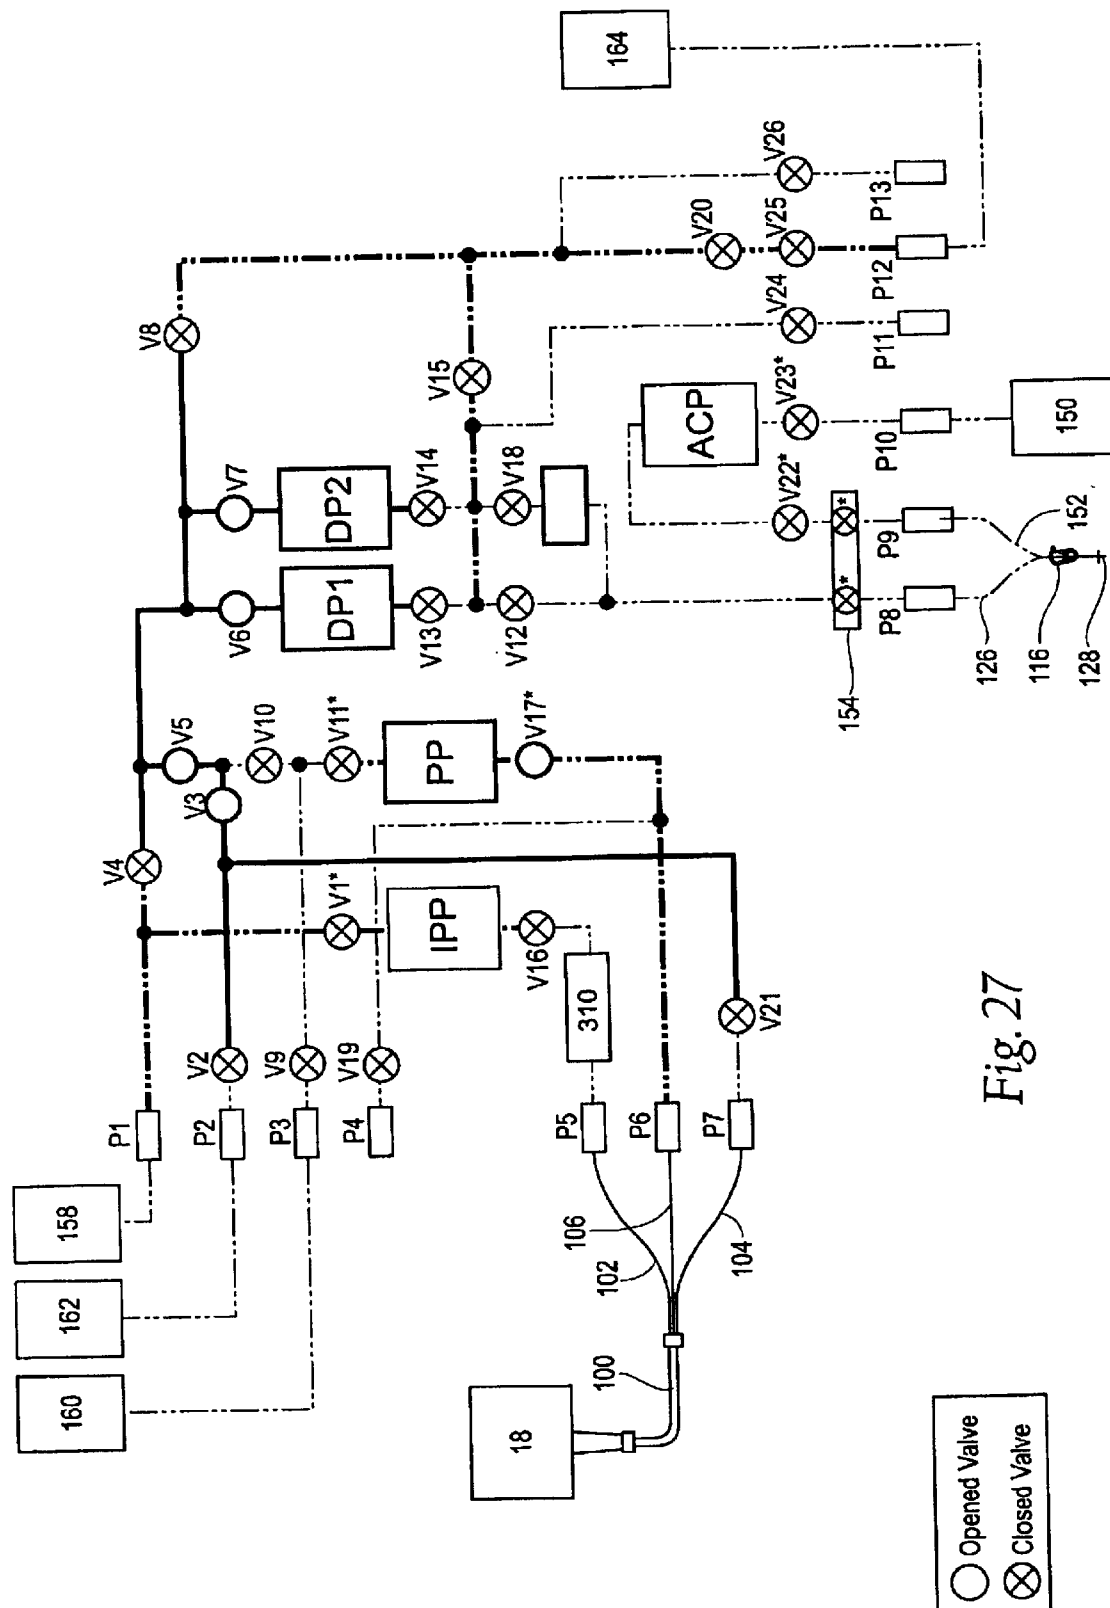 158
162
160
P1
P2
P3
P4
V2
V9
V19
V4
V5
V3
V10
V1*
V11*
IPP
PP
V16
V17*
310
P5
P6
P7
V21
102
106
104
100
18
V8
V6
V7
DP1
DP2
V13
V14
V15
V12
V18
ACP
V22*
V23*
V24
V20
V25
V26
154
*
*
P8
P9
P10
P11
P12
P13
164
150
126
152
116
128
Opened Valve
Closed Valve
Fig. 27